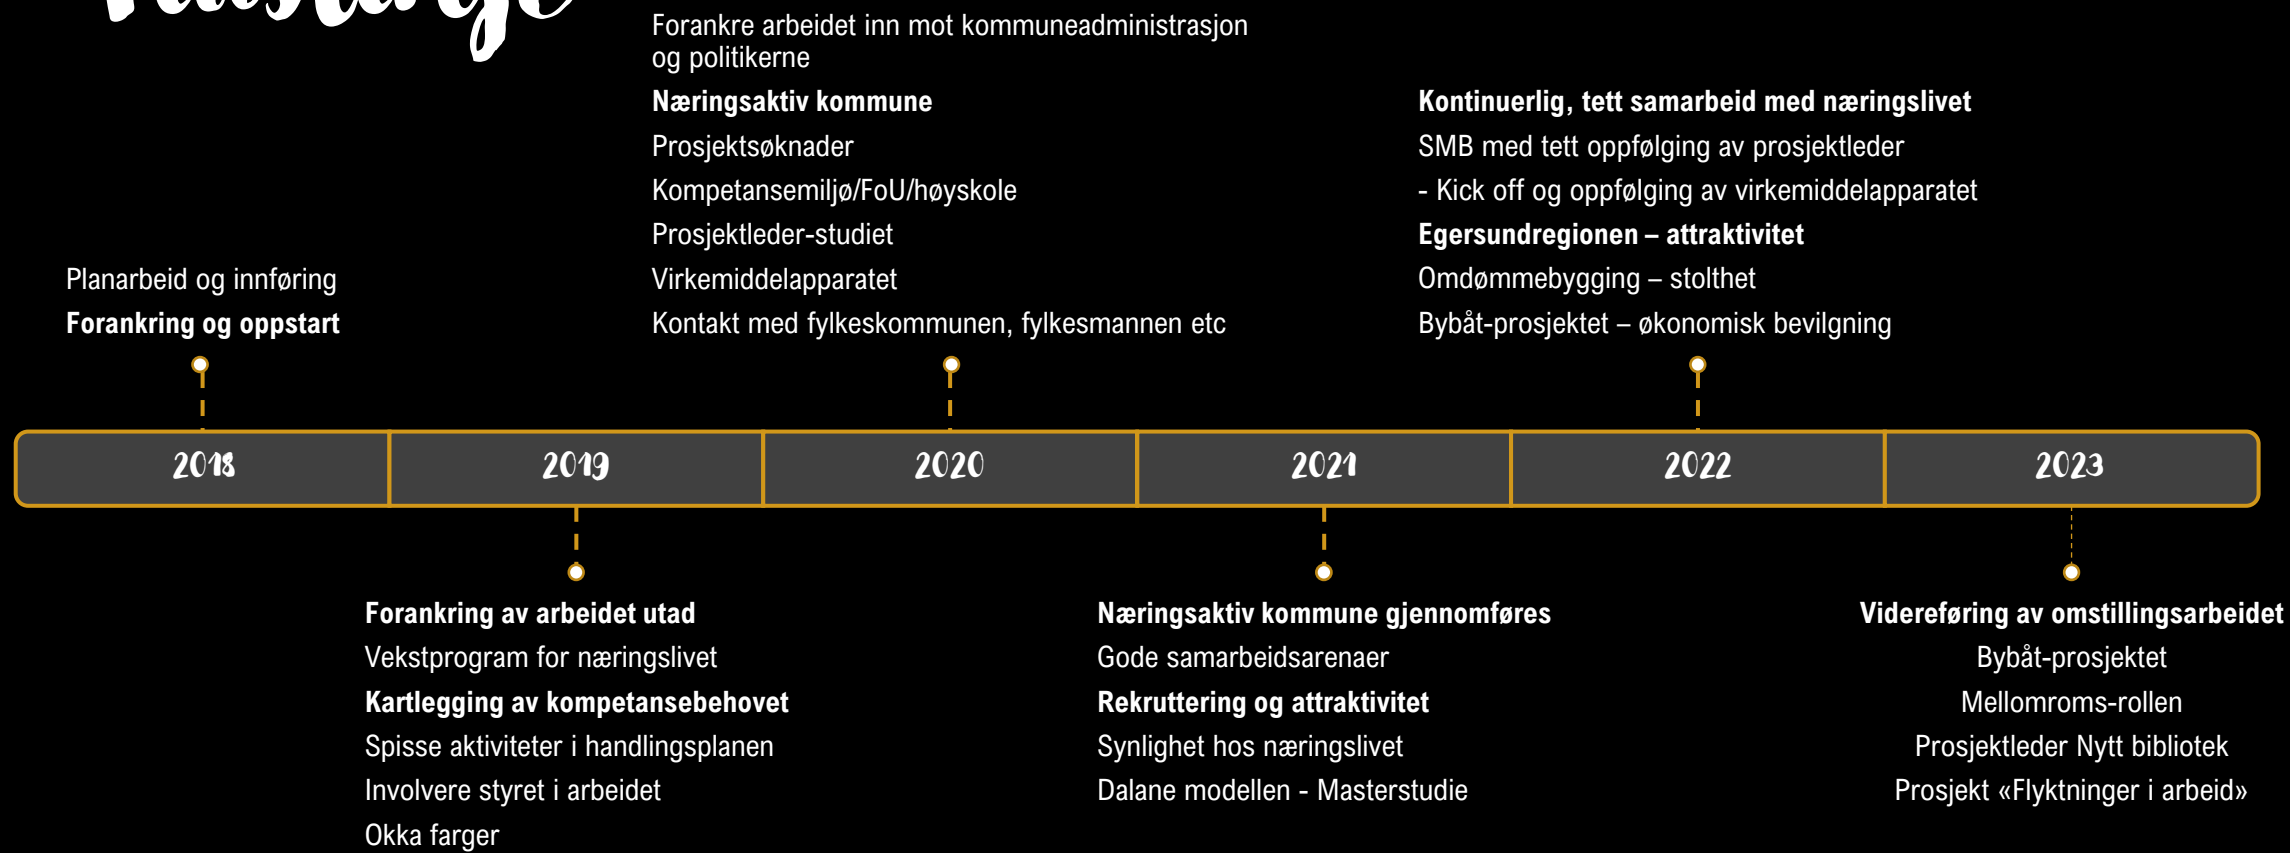 Forankre arbeidet inn mot kommuneadministrasjon
og politikerne
Næringsaktiv kommune
Prosjektsøknader
Kompetansemiljø/FoU/høyskole
Prosjektleder-studiet
Virkemiddelapparatet
Kontakt med fylkeskommunen, fylkesmannen etc
Kontinuerlig, tett samarbeid med næringslivet
SMB med tett oppfølging av prosjektleder
- Kick off og oppfølging av virkemiddelapparatet
Egersundregionen – attraktivitet
Omdømmebygging – stolthet
Bybåt-prosjektet – økonomisk bevilgning
Planarbeid og innføring
Forankring og oppstart
2018
2019
2020
2021
2022
2023
Forankring av arbeidet utad
Vekstprogram for næringslivet
Kartlegging av kompetansebehovet
Spisse aktiviteter i handlingsplanen
Involvere styret i arbeidet
Okka farger
Næringsaktiv kommune gjennomføres
Gode samarbeidsarenaer
Rekruttering og attraktivitet
Synlighet hos næringslivet
Dalane modellen - Masterstudie
Videreføring av omstillingsarbeidet
Bybåt-prosjektet
Mellomroms-rollen
Prosjektleder Nytt bibliotek
Prosjekt «Flyktninger i arbeid»